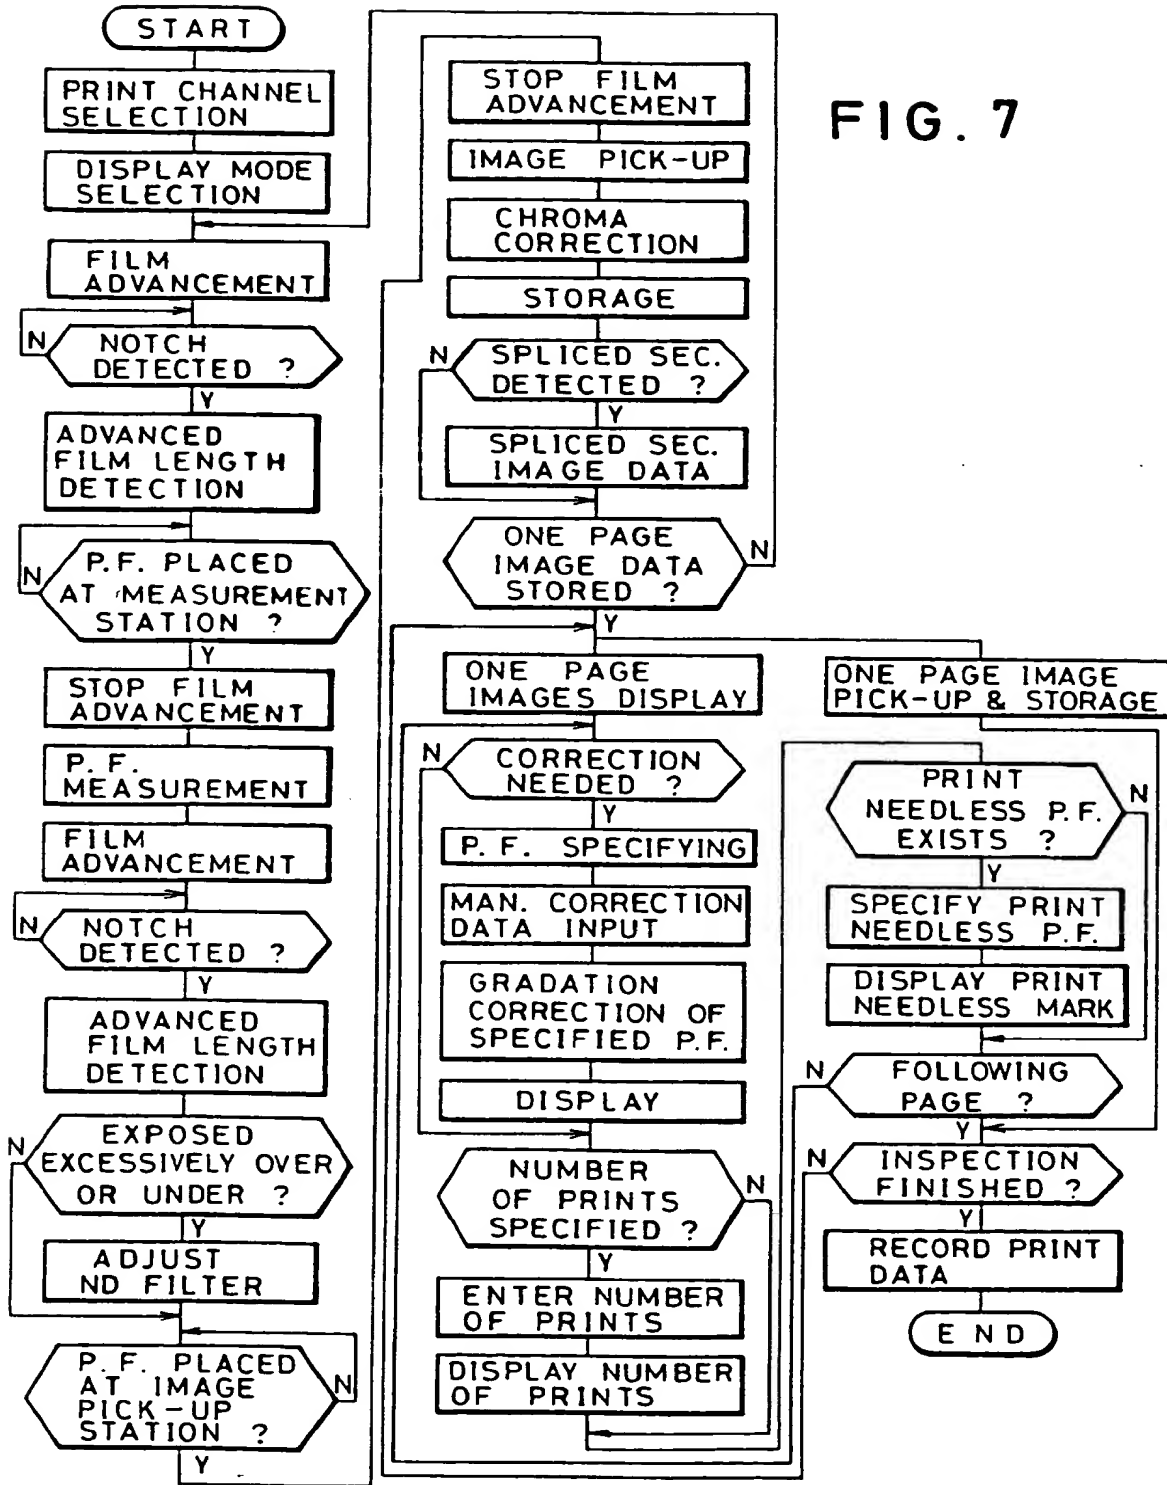 START
PRINT CHANNEL
SELECTION
DISPLAY MODE
SELECTION
FILM
ADVANCEMENT
N
NOTCH
DETECTED ?
Y
ADVANCED
FILM LENGTH
DETECTION
N
P.F. PLACED
AT MEASUREMENT
STATION ?
Y
STOP FILM
ADVANCEMENT
P. F.
MEASUREMENT
FILM
ADVANCEMENT
N
NOTCH
DETECTED ?
Y
ADVANCED
FILM LENGTH
DETECTION
N
EXPOSED
EXCESSIVELY OVER
OR UNDER ?
Y
ADJUST
ND FILTER
P. F. PLACED
AT IMAGE
PICK-UP
STATION ?
N
Y
STOP FILM
ADVANCEMENT
IMAGE PICK-UP
CHROMA
CORRECTION
STORAGE
N
SPLICED SEC.
DETECTED ?
Y
SPLICED SEC.
IMAGE DATA
ONE PAGE
IMAGE DATA
STORED ?
N
Y
ONE PAGE
IMAGES DISPLAY
N
CORRECTION
NEEDED ?
Y
P. F. SPECIFYING
MAN. CORRECTION
DATA INPUT
GRADATION
CORRECTION OF
SPECIFIED P.F.
DISPLAY
NUMBER
OF PRINTS
SPECIFIED ?
N
Y
ENTER NUMBER
OF PRINTS
DISPLAY NUMBER
OF PRINTS
FIG. 7
ONE PAGE IMAGE
PICK-UP & STORAGE
PRINT
NEEDLESS P.F.
EXISTS ?
N
Y
SPECIFY PRINT
NEEDLESS P.F.
DISPLAY PRINT
NEEDLESS MARK
N
FOLLOWING
PAGE ?
Y
N
INSPECTION
FINISHED ?
Y
RECORD PRINT
DATA
END